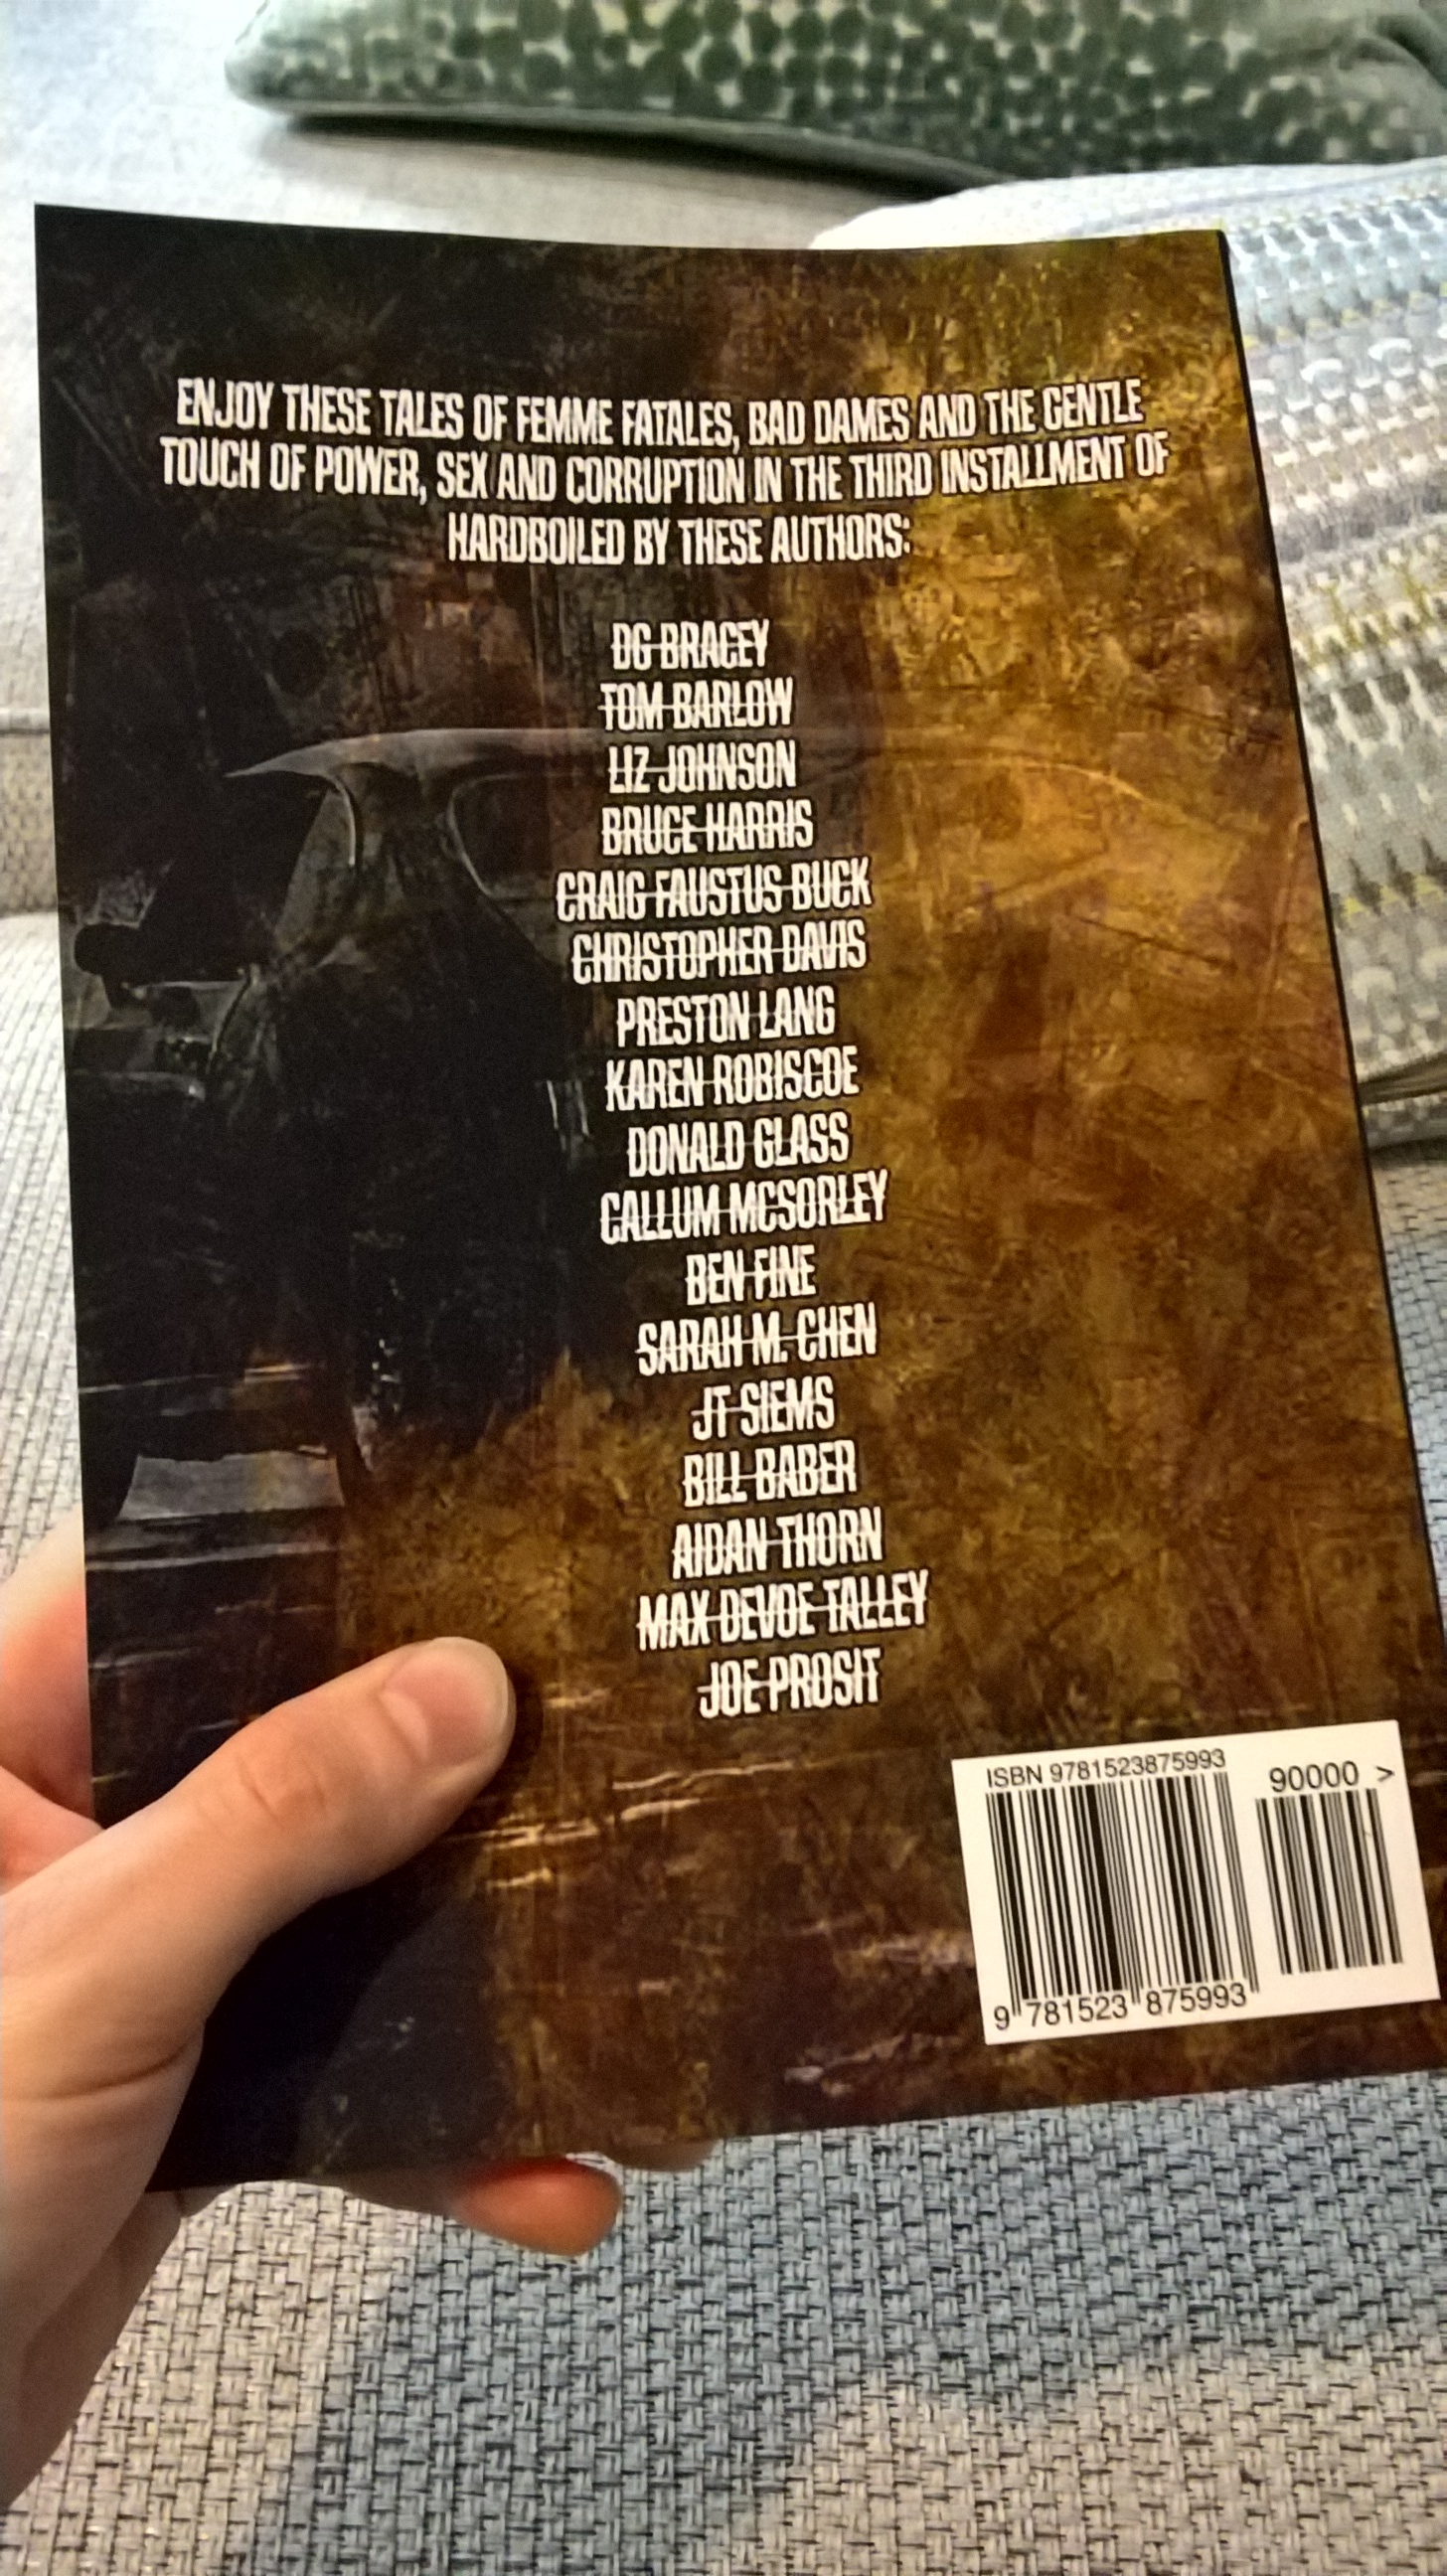 ENJOY THESE TALES OF FEMME FATALES, BAD DAMES AND THE GENTLE
TOUCH OF POWER, SEX AND CORRUPTION IN THE THIRD INSTALLMENT OF
HARDBOILED BY THESE AUTHORS:
DG BRACEY
TOM BARLOW
LIZ JOHNSON
BRUCE HARRIS
CRAIG FAUSTUS BUCK
CHRISTOPHER DAVIS
PRESTON LANG
KAREN ROBISCOE
DONALD GLASS
CALLUM MCSORLEY
BEN FINE
SARAH M. CHEN
JT SIEMS
BILL BABER
AIDAN THORN
MAX DEVOE TALLEY
JOE PROSIT
ISBN 9781523875993
90000 >
9 781523 875993